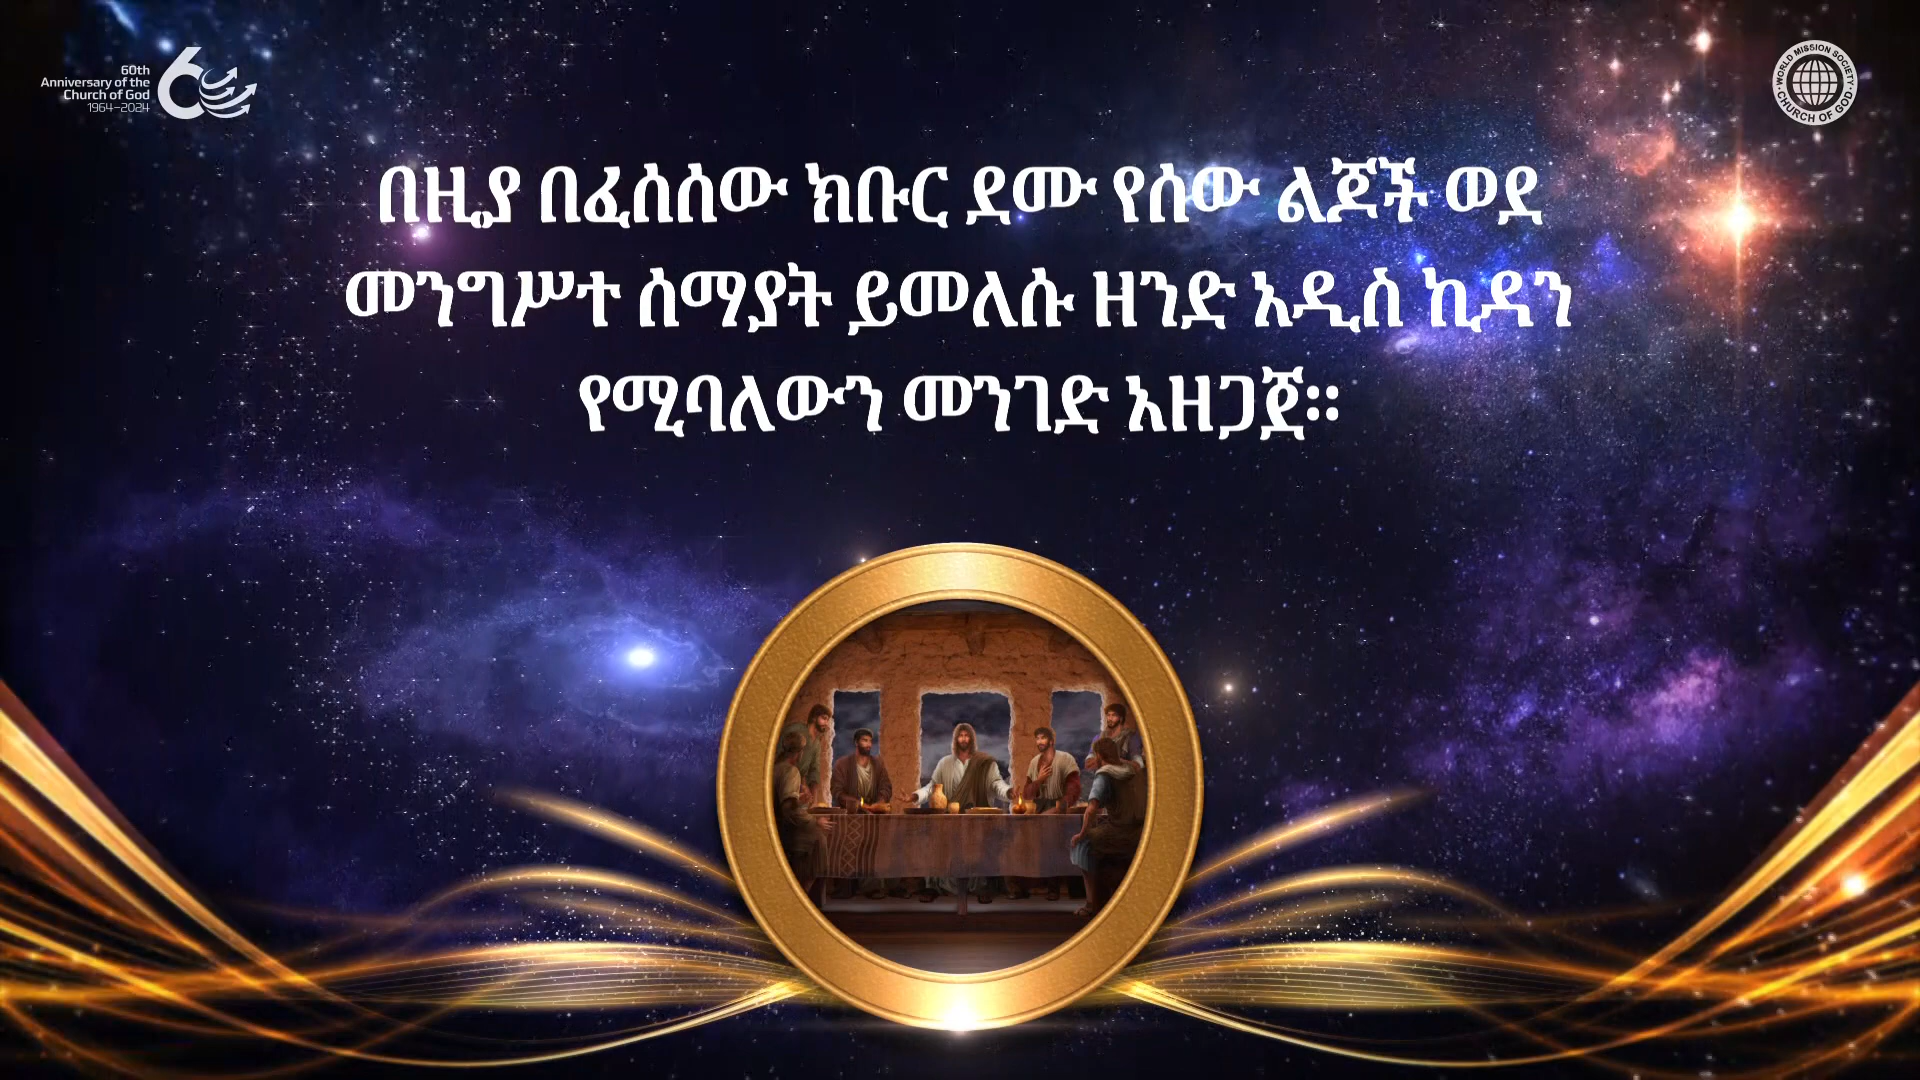 60th
Anniversary of the
Church of God
1964–2024
60
WORLD MISSION SOCIETY
CHURCH OF GOD
በዚያ በፈሰሰው ክቡር ደሙ የሰው ልጆች ወደ
መንግሥተ ሰማያት ይመለሱ ዘንድ አዲስ ኪዳን
የሚባለውን መንገድ አዘጋጀ።